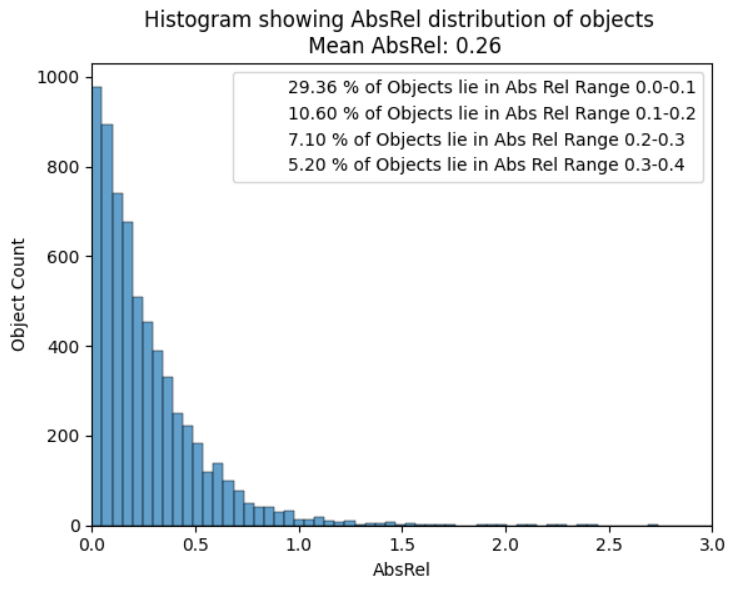 Histogram showing AbsRel distribution of objects
Mean AbsRel: 0.26
29.36 % of Objects lie in Abs Rel Range 0.0-0.1
10.60 % of Objects lie in Abs Rel Range 0.1-0.2
7.10 % of Objects lie in Abs Rel Range 0.2-0.3
5.20 % of Objects lie in Abs Rel Range 0.3-0.4
Object Count
1000
800
600
400
200
0
0.0 0.5 1.0 1.5 2.0 2.5 3.0
AbsRel